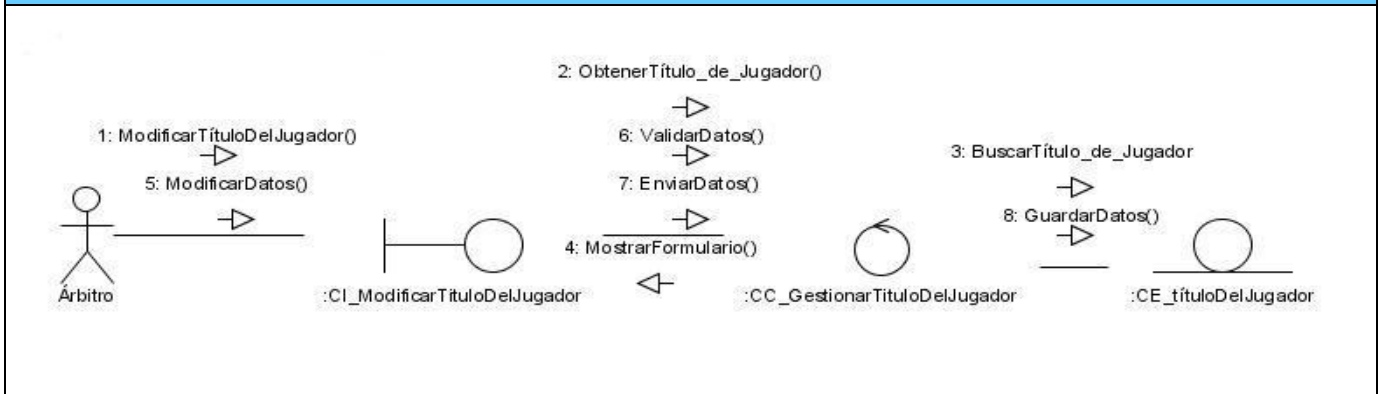 2: ObtenerTítulo_de_Jugador()
1: ModificarTítuloDelJugador()
6: ValidarDatos()
3: BuscarTítulo_de_Jugador
5: ModificarDatos()
7: EnviarDatos()
8: GuardarDatos()
4: MostrarFormulario()
Árbitro
:CI_ModificarTituloDelJugador
:CC_GestionarTituloDelJugador
:CE_títuloDelJugador